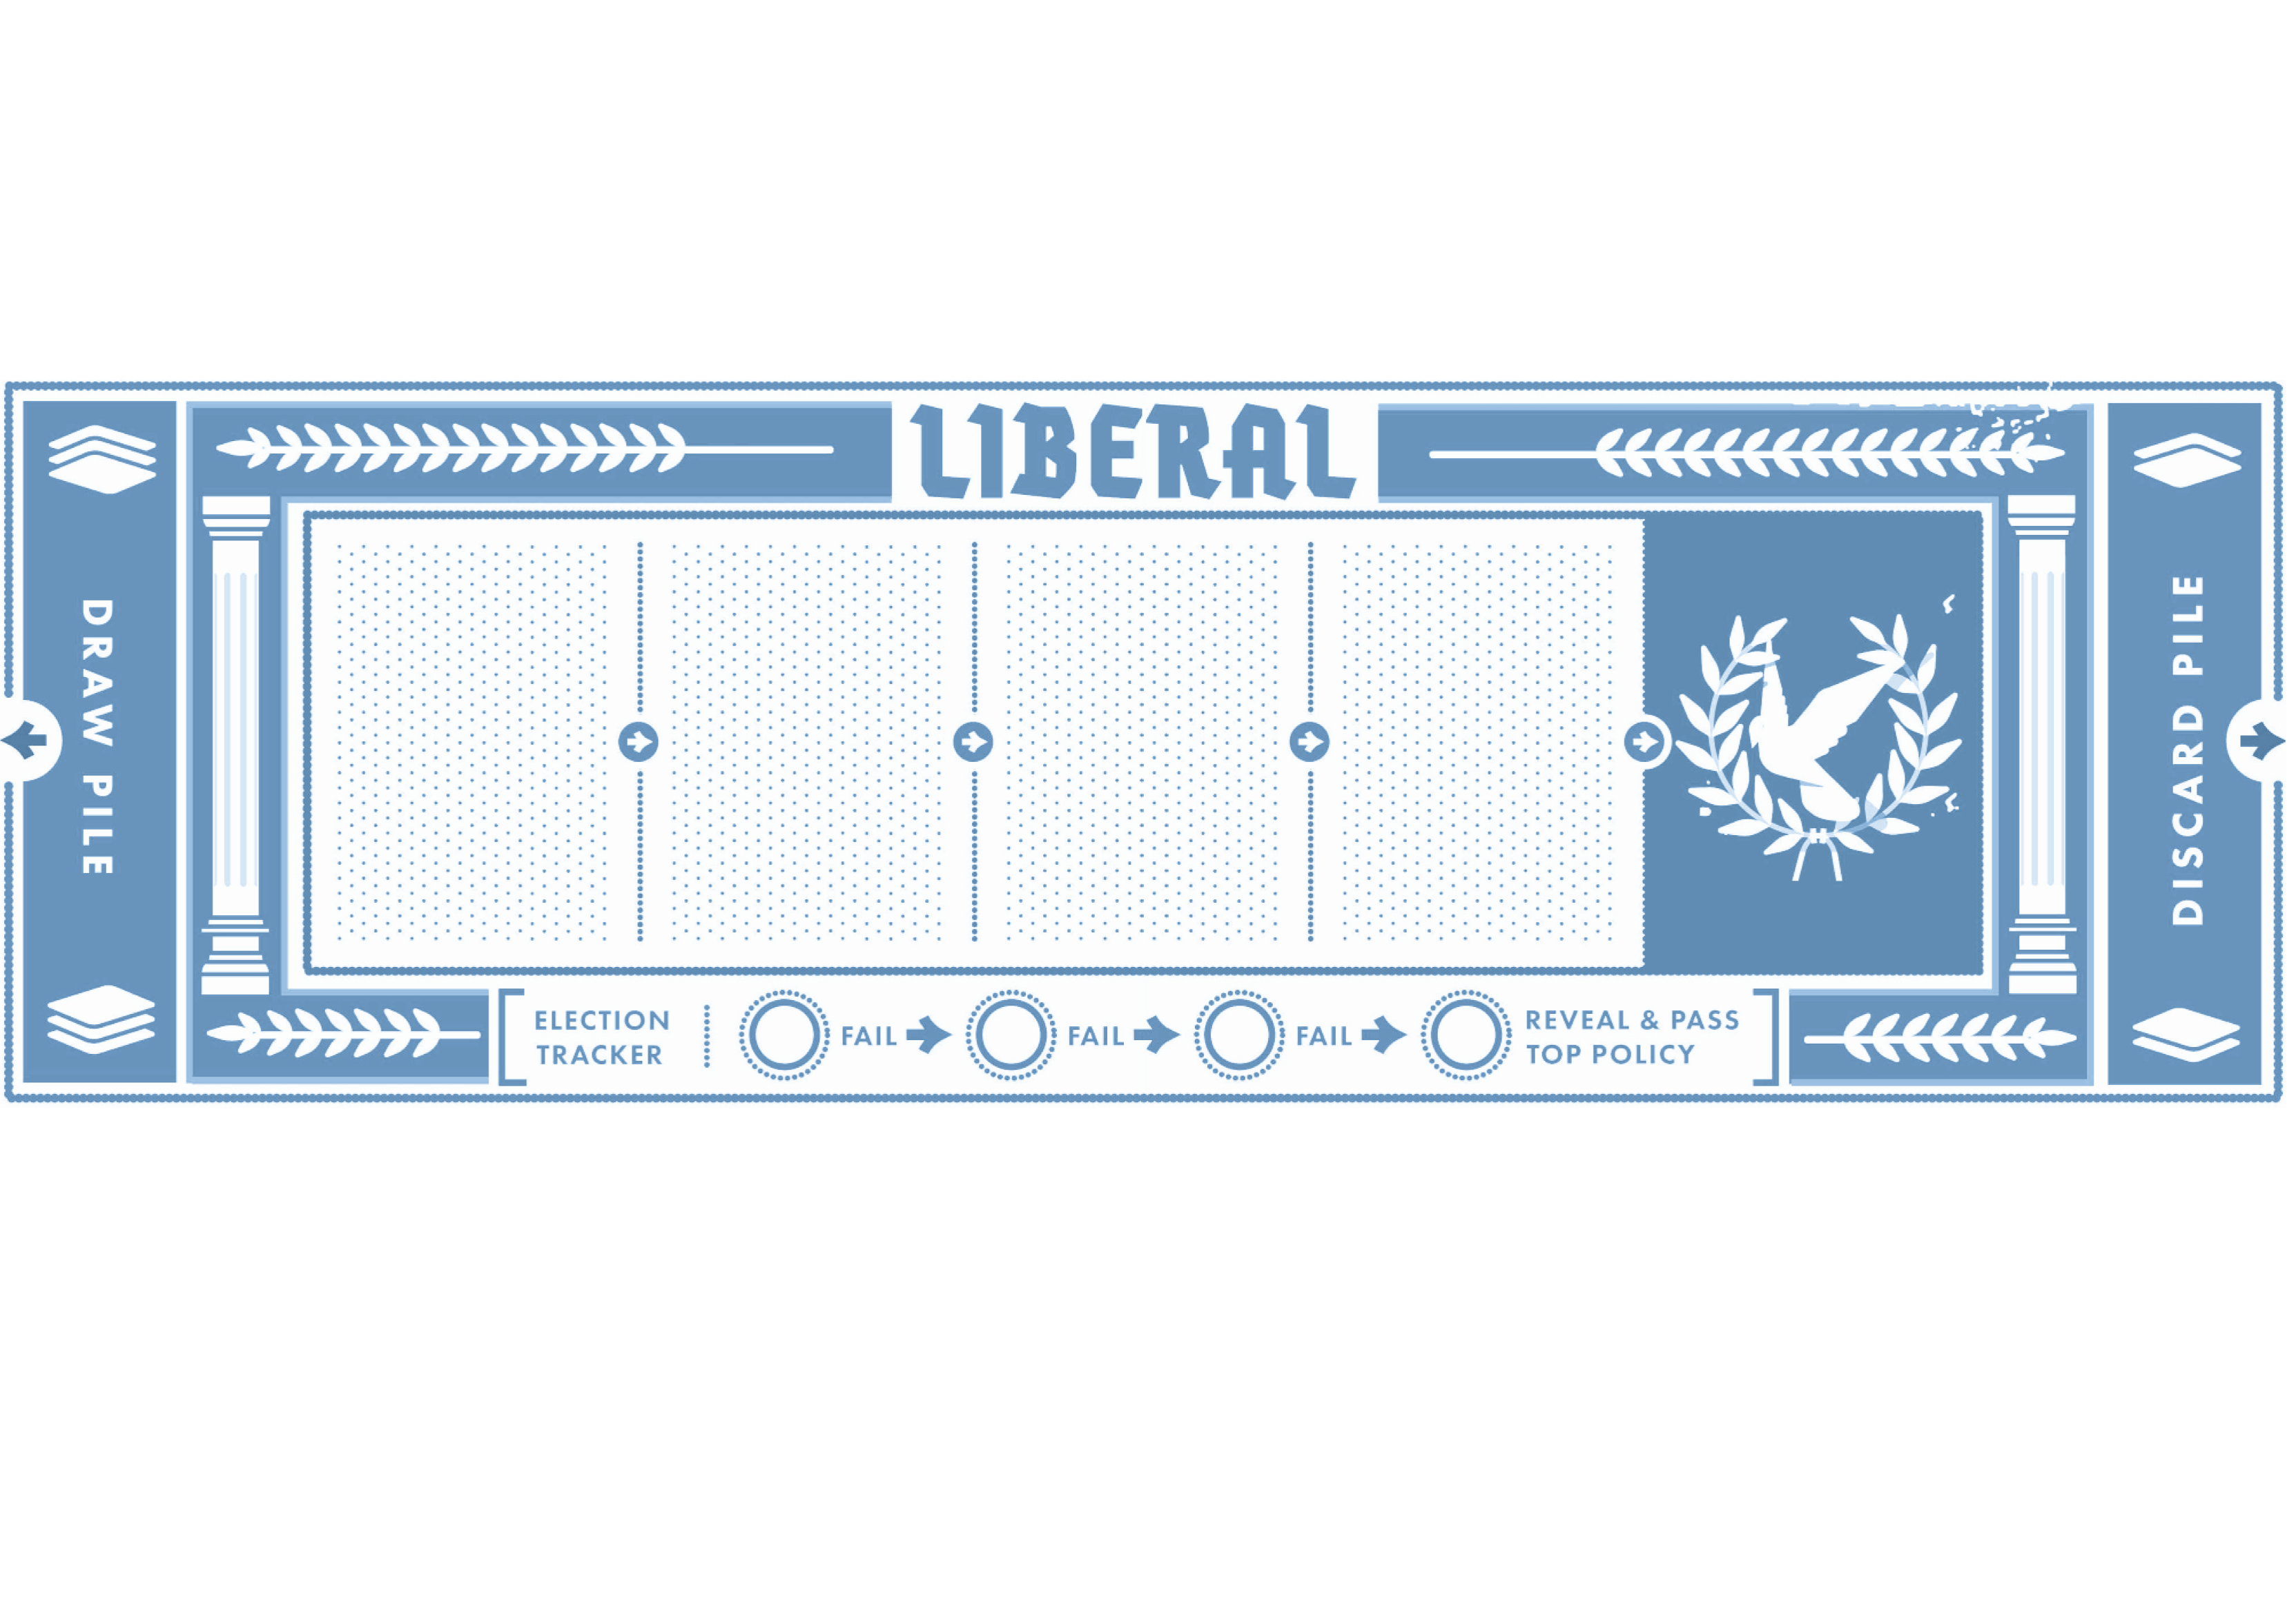 LIBERAL
DRAW PILE
DISCARD PILE
ELECTION
TRACKER
FAIL
FAIL
FAIL
REVEAL & PASS
TOP POLICY